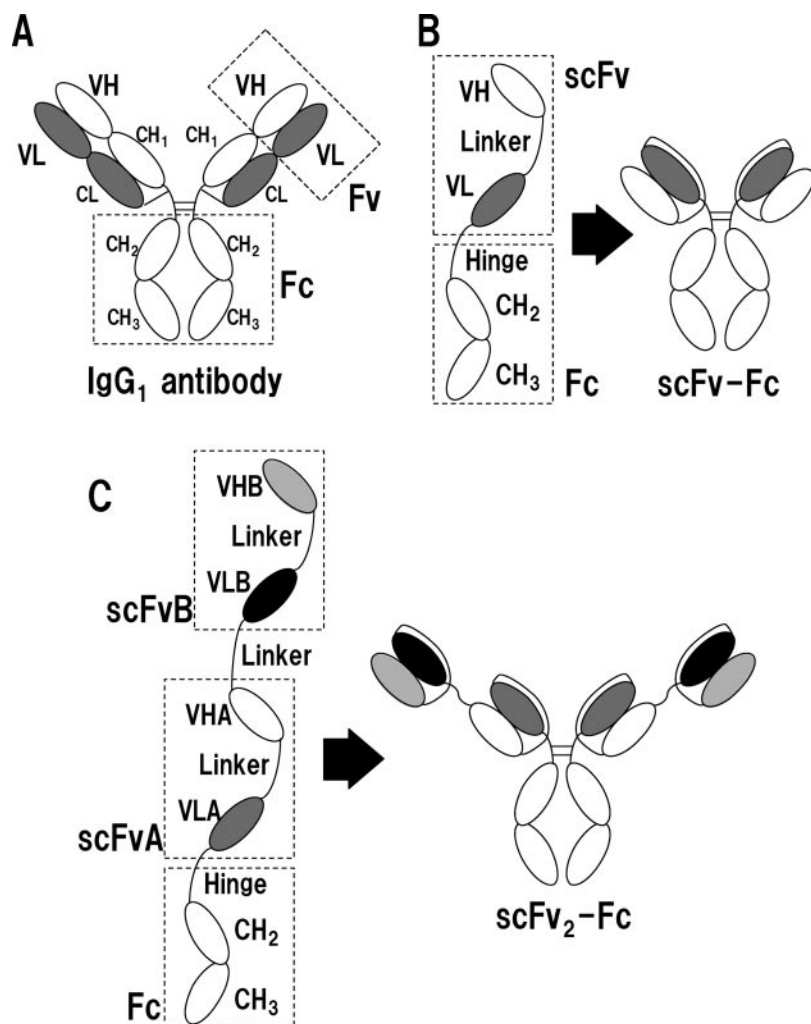 A
VH
VH
CH₁
CH₁
VL
VL
CL
CL
Fv
CH₂
CH₂
Fc
CH₃
CH₃
IgG₁ antibody
B
scFv
VH
Linker
VL
Hinge
CH₂
CH₃
Fc
scFv-Fc
C
VHB
Linker
VLB
scFvB
Linker
VHA
Linker
VLA
scFvA
Hinge
CH₂
Fc
CH₃
scFv₂-Fc